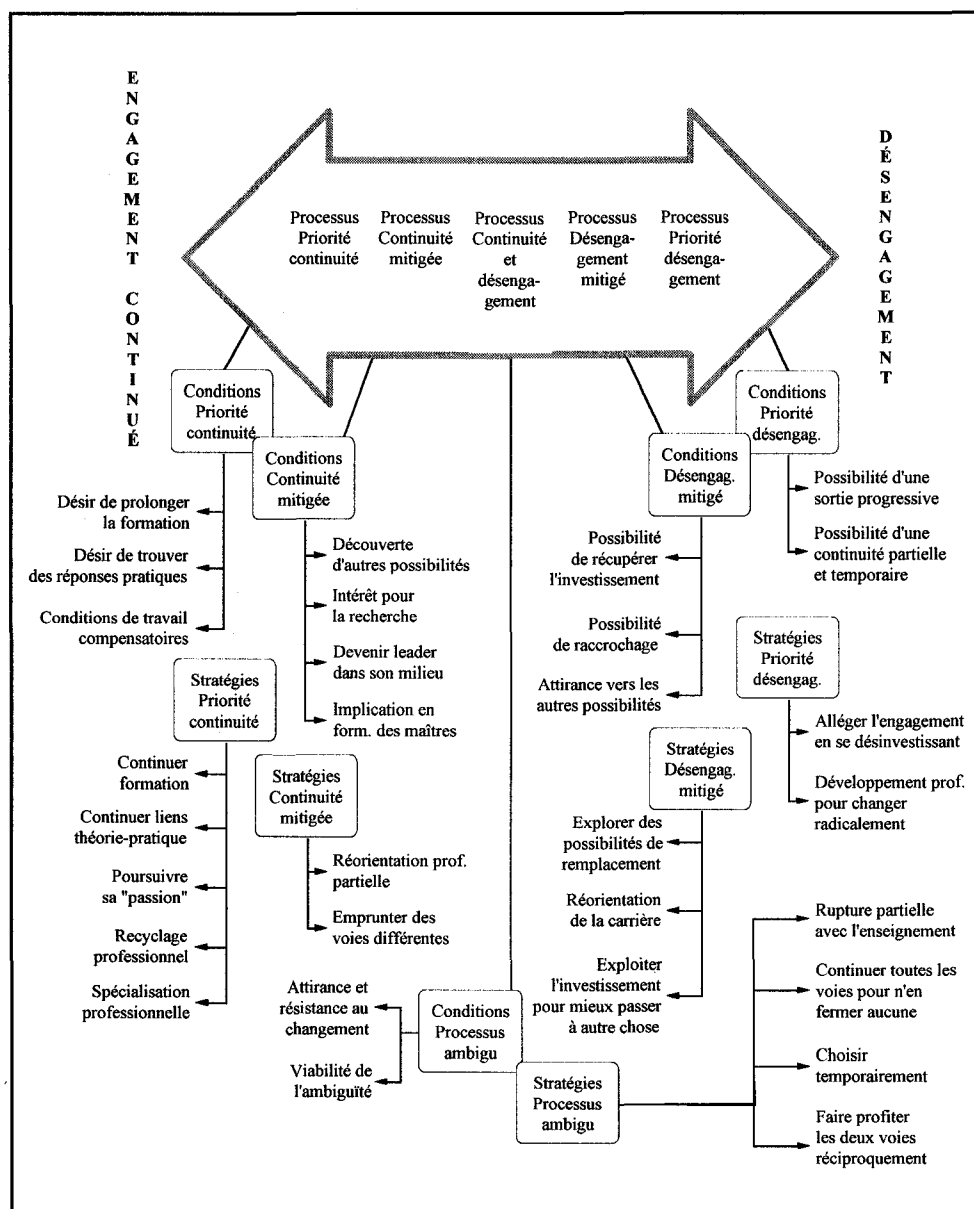 ENGAGEMENT CONTINUÉ
DÉSENGAGEMENT
Processus
Priorité
continuité
Processus
Continuité
mitigée
Processus
Continuité
et
désenga-
gement
Processus
Désenga-
gement
mitigé
Processus
Priorité
désenga-
gement
Conditions
Priorité
continuité
Désir de prolonger
la formation
Désir de trouver
des réponses pratiques
Conditions de travail
compensatoires
Conditions
Continuité
mitigée
Découverte
d'autres possibilités
Intérêt pour
la recherche
Devenir leader
dans son milieu
Implication en
form. des maîtres
Conditions
Désengag.
mitigé
Possibilité
de récupérer
l'investissement
Possibilité
de raccrochage
Attirance vers les
autres possibilités
Conditions
Priorité
désengag.
Possibilité d'une
sortie progressive
Possibilité d'une
continuité partielle
et temporaire
Stratégies
Priorité
continuité
Continuer
formation
Continuer liens
théorie-pratique
Poursuivre
sa "passion"
Recyclage
professionnel
Spécialisation
professionnelle
Stratégies
Continuité
mitigée
Réorientation prof.
partielle
Emprunter des
voies différentes
Stratégies
Désengag.
mitigé
Explorer des
possibilités de
remplacement
Réorientation
de la carrière
Exploiter
l'investissement
pour mieux passer
à autre chose
Stratégies
Priorité
désengag.
Alléger l'engagement
en se désinvestissant
Développement prof.
pour changer
radicalement
Conditions
Processus
ambigu
Attirance et
résistance au
changement
Viabilité de
l'ambiguïté
Stratégies
Processus
ambigu
Rupture partielle
avec l'enseignement
Continuer toutes les
voies pour n'en
fermer aucune
Choisir
temporairement
Faire profiter
les deux voies
réciproquement